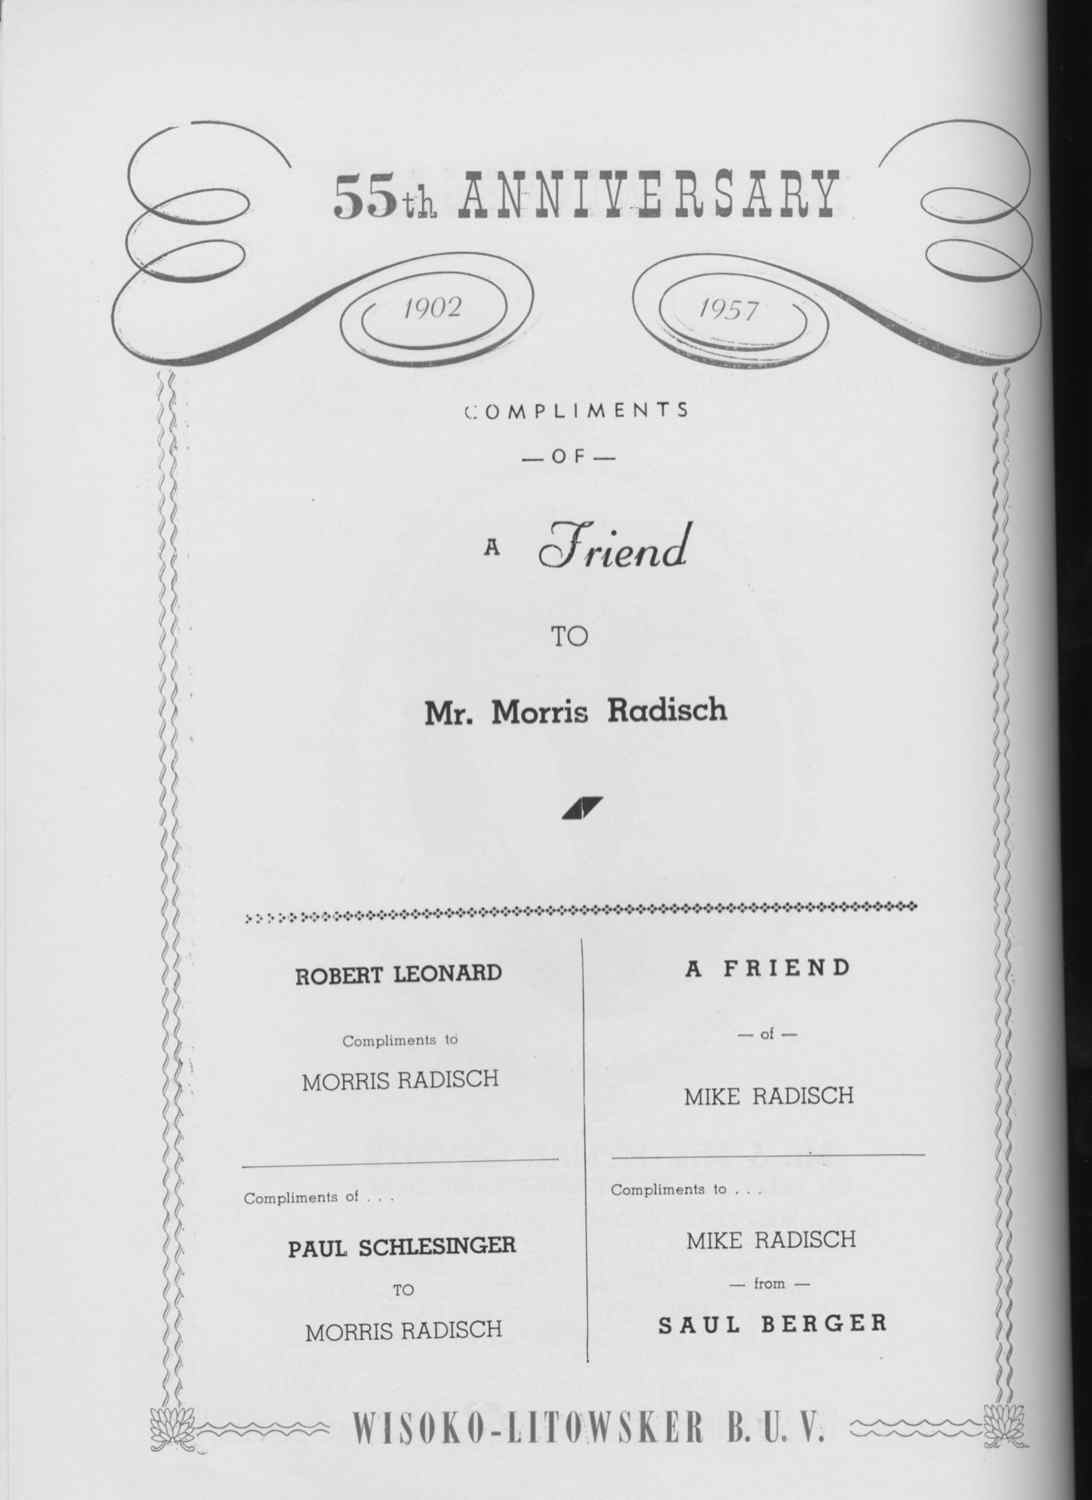 55th ANNIVERSARY
1902 1957
COMPLIMENTS
— OF —
A Friend
TO
Mr. Morris Radisch
ROBERT LEONARD
Compliments to
MORRIS RADISCH
A FRIEND
— of —
MIKE RADISCH
Compliments of . . .
PAUL SCHLESINGER
TO
MORRIS RADISCH
Compliments to . . .
MIKE RADISCH
— from —
SAUL BERGER
WISOKO-LITOWSKER B. U. V.